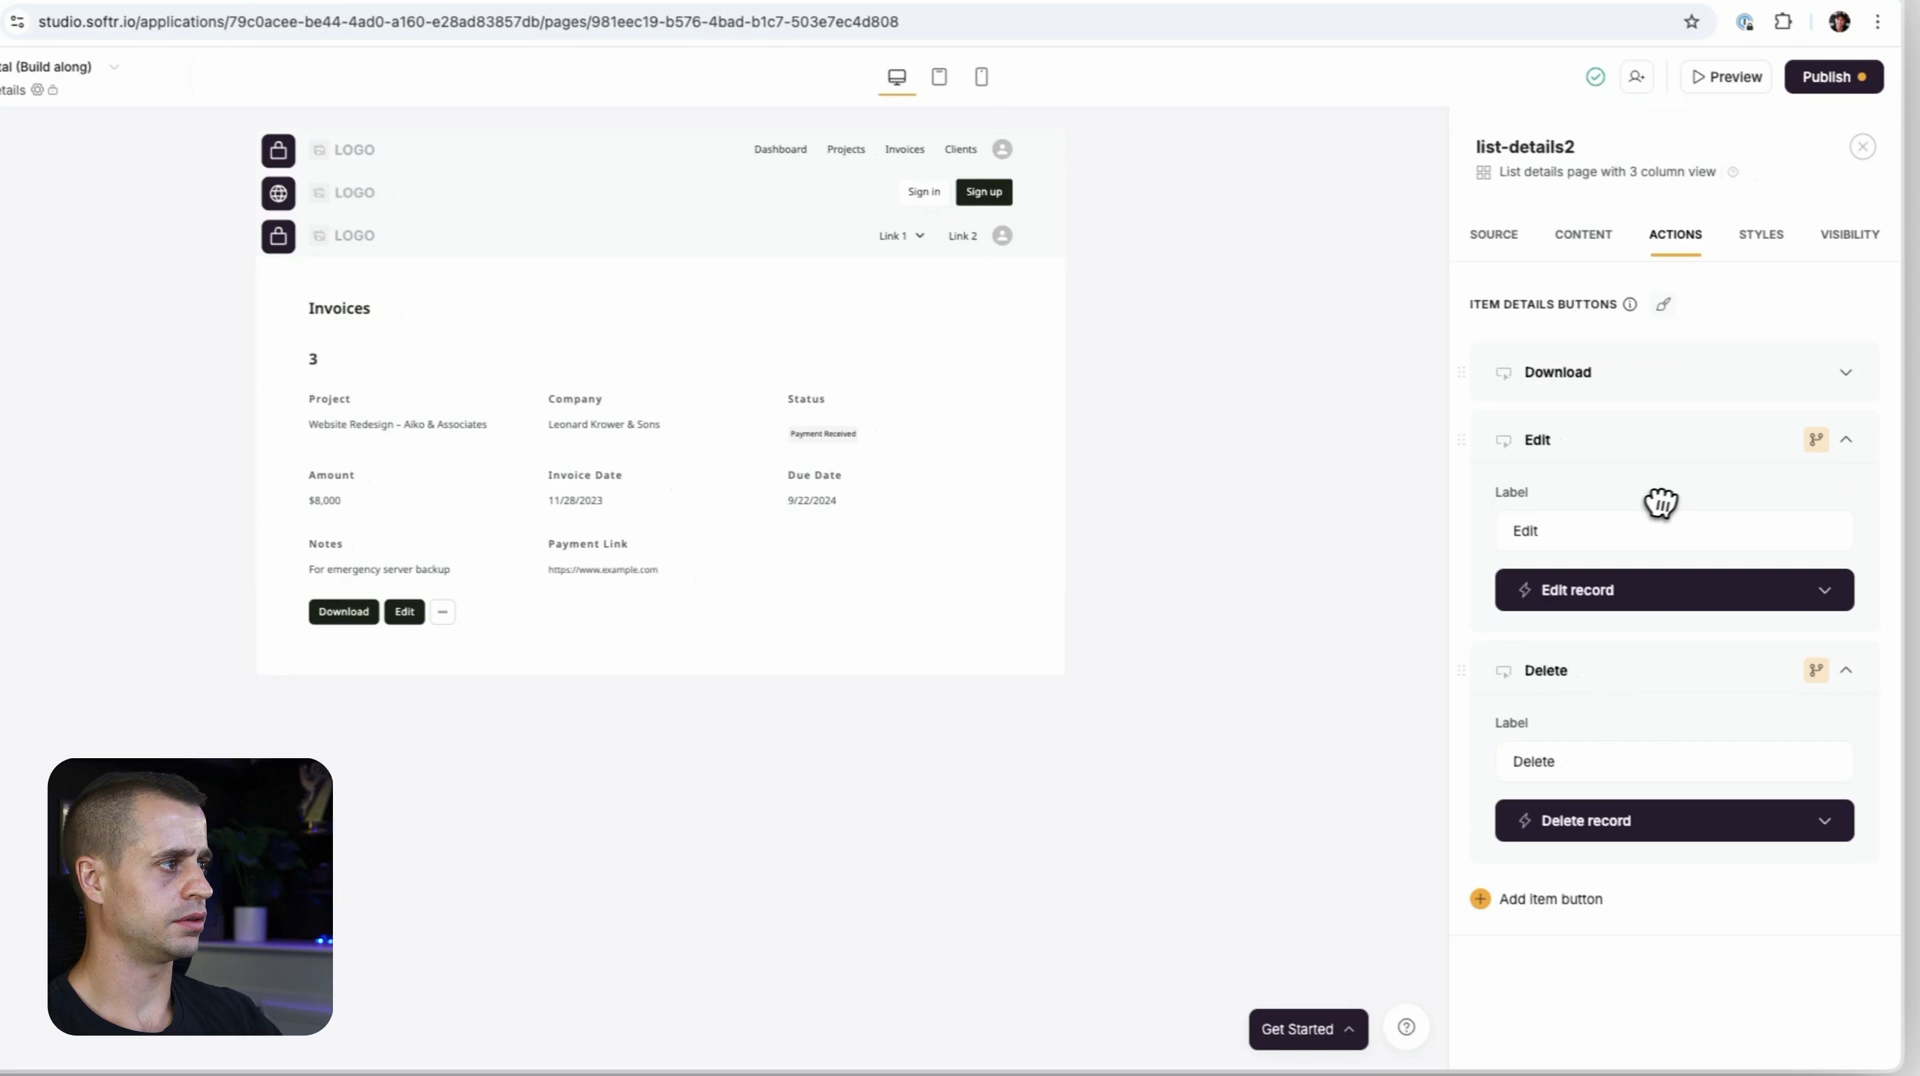 studio.softr.io/applications/79c0acee-be44-4ad0-a160-e28ad83857db/pages/981eec19-b576-4bad-b1c7-503e7ec4d808
tal (Build along)
etails
Preview
Publish
LOGO
Dashboard Projects Invoices Clients
LOGO
Sign in Sign up
LOGO
Link 1 Link 2
Invoices
3
Project Company Status
Website Redesign – Aiko & Associates Leonard Krower & Sons Payment Received
Amount Invoice Date Due Date
$8,000 11/28/2023 9/22/2024
Notes Payment Link
For emergency server backup https://www.example.com
Download Edit
Get Started
list-details2
List details page with 3 column view
SOURCE CONTENT ACTIONS STYLES VISIBILITY
ITEM DETAILS BUTTONS
Download
Edit
Label
Edit
Edit record
Delete
Label
Delete
Delete record
Add item button